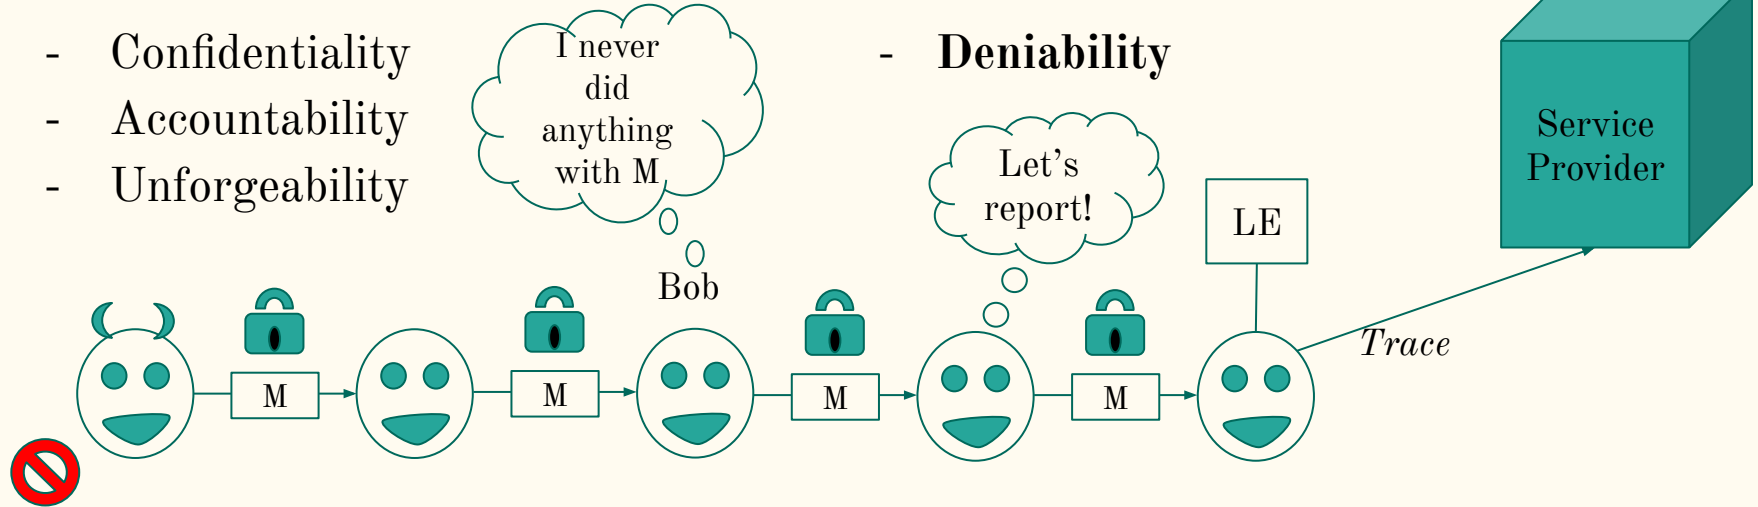 - Confidentiality
- Accountability
- Unforgeability
I never
did
anything
with M
- Deniability
Let's
report!
Service
Provider
LE
Bob
Trace
M
M
M
M